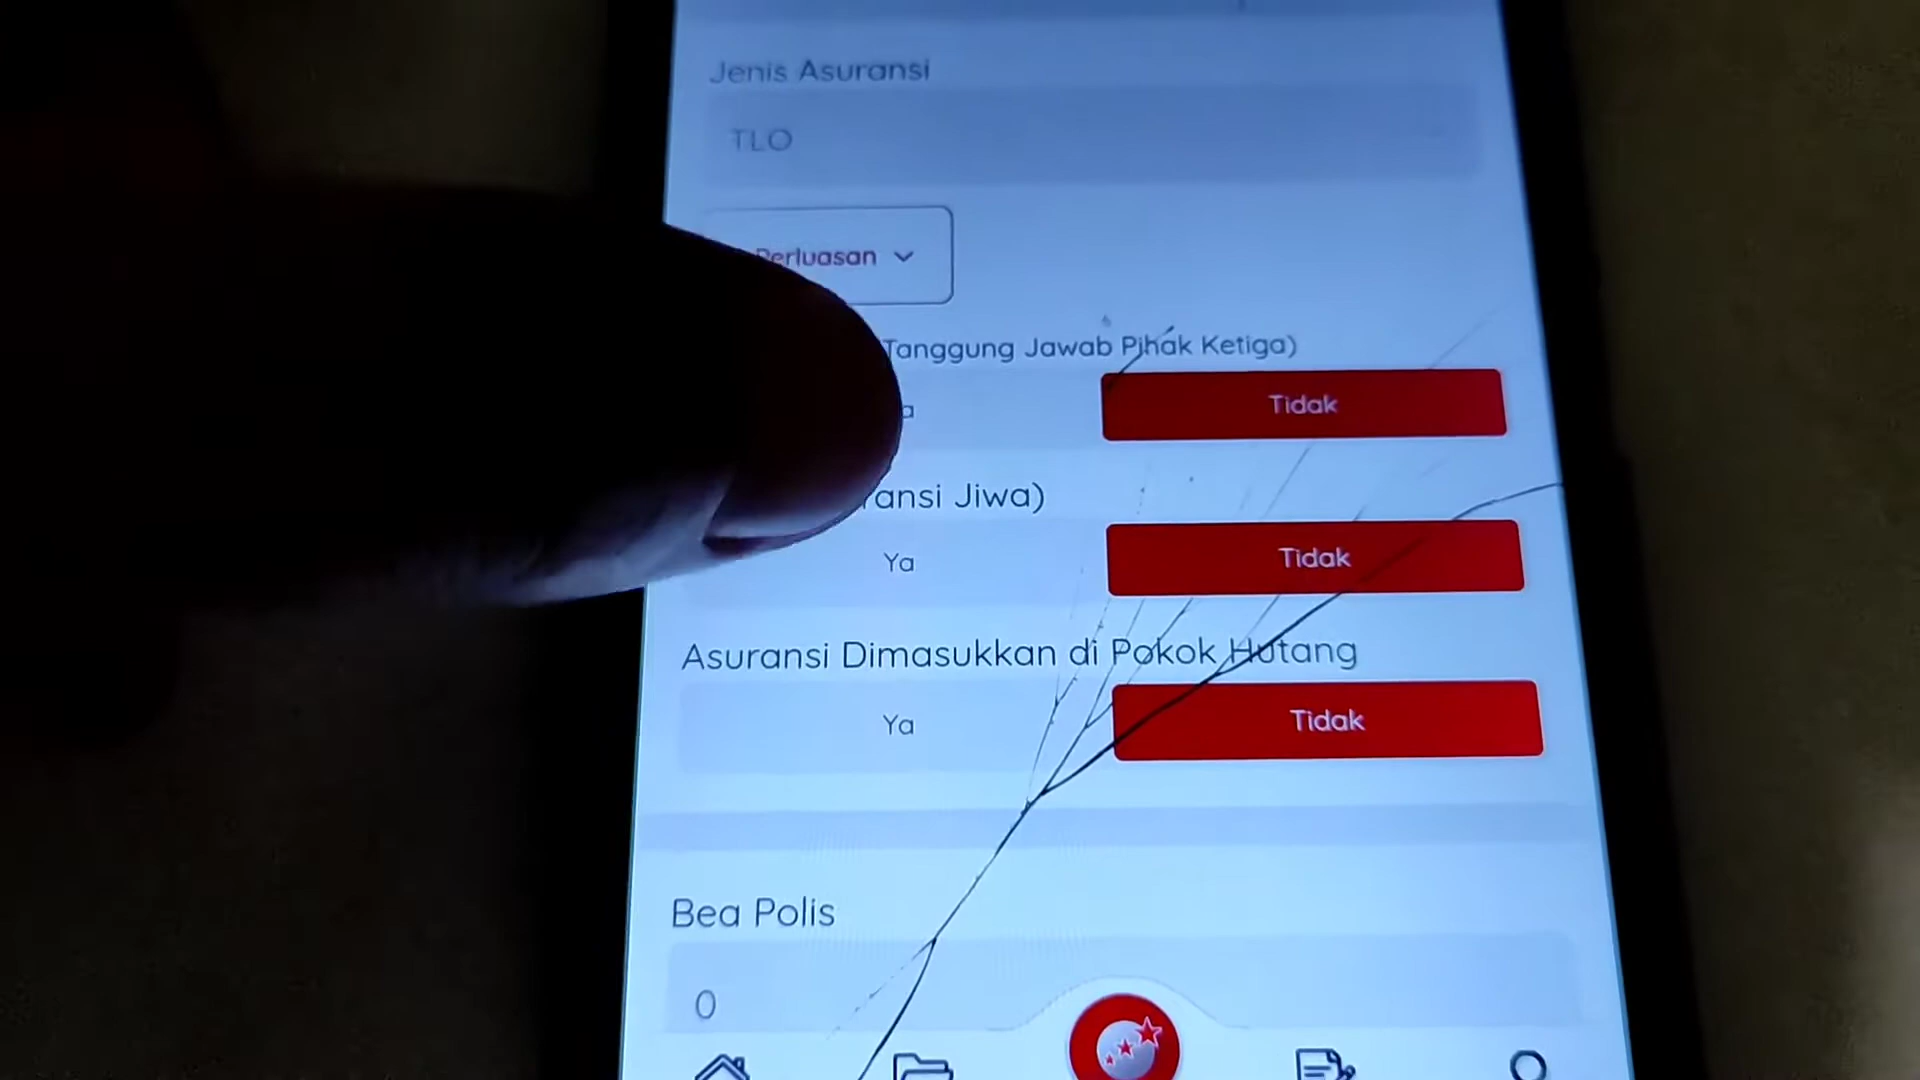 Jenis Asuransi
TLO
Perluasan
Tanggung Jawab Pihak Ketiga)
Tidak
Jiwa)
Ya
Tidak
Asuransi Dimasukkan di Pokok Hutang
Ya
Tidak
Bea Polis
0